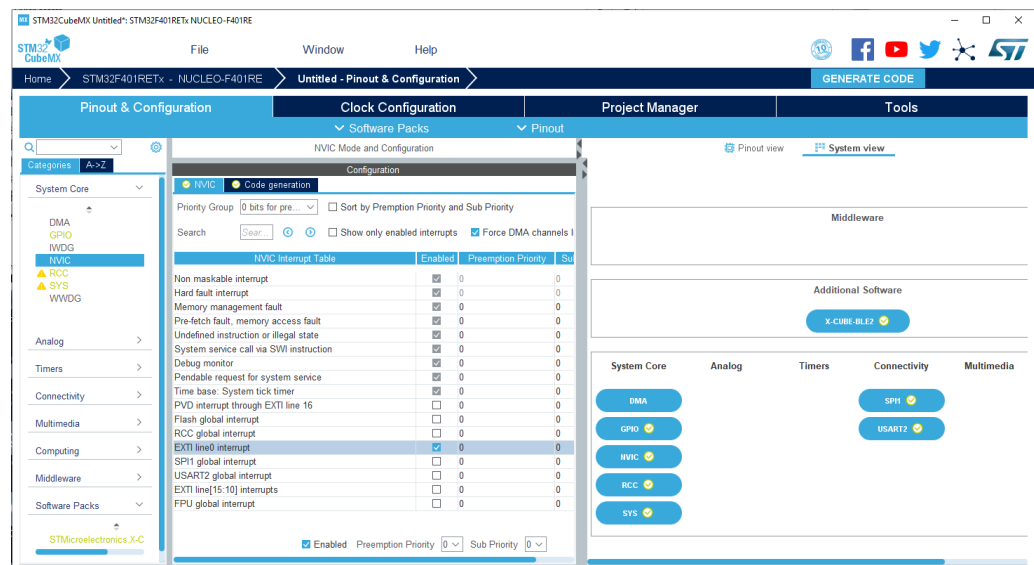 MX STM32CubeMX Untitled*: STM32F401RETx NUCLEO-F401RE
STM32 CubeMX File Window Help 10 ST
Home STM32F401RETx - NUCLEO-F401RE Untitled - Pinout & Configuration GENERATE CODE
Pinout & Configuration Clock Configuration Project Manager Tools
Software Packs Pinout
NVIC Mode and Configuration Pinout view System view
Categories A->Z
Configuration
System Core
DMA
GPIO
IWDG
NVIC
RCC
SYS
WWDG
Analog
Timers
Connectivity
Multimedia
Computing
Middleware
Software Packs
STMicroelectronics.X-C
NVIC Code generation
Priority Group 0 bits for pre... Sort by Premption Priority and Sub Priority
Search Sear... Show only enabled interrupts Force DMA channels I
NVIC Interrupt Table Enabled Preemption Priority Su
Non maskable interrupt 0 0
Hard fault interrupt 0 0
Memory management fault 0 0
Pre-fetch fault, memory access fault 0 0
Undefined instruction or illegal state 0 0
System service call via SWI instruction 0 0
Debug monitor 0 0
Pendable request for system service 0 0
Time base: System tick timer 0 0
PVD interrupt through EXTI line 16 0 0
Flash global interrupt 0 0
RCC global interrupt 0 0
EXTI line0 interrupt 0 0
SPI1 global interrupt 0 0
USART2 global interrupt 0 0
EXTI line[15:10] interrupts 0 0
FPU global interrupt 0 0
Enabled Preemption Priority 0 Sub Priority 0
Middleware
Additional Software
X-CUBE-BLE2
System Core Analog Timers Connectivity Multimedia
DMA SPI1
GPIO USART2
NVIC
RCC
SYS